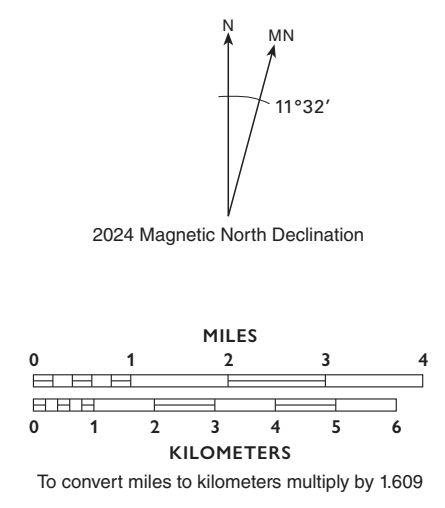 N
MN
11°32′
2024 Magnetic North Declination
MILES
0 1 2 3 4
0 1 2 3 4 5 6
KILOMETERS
To convert miles to kilometers multiply by 1.609